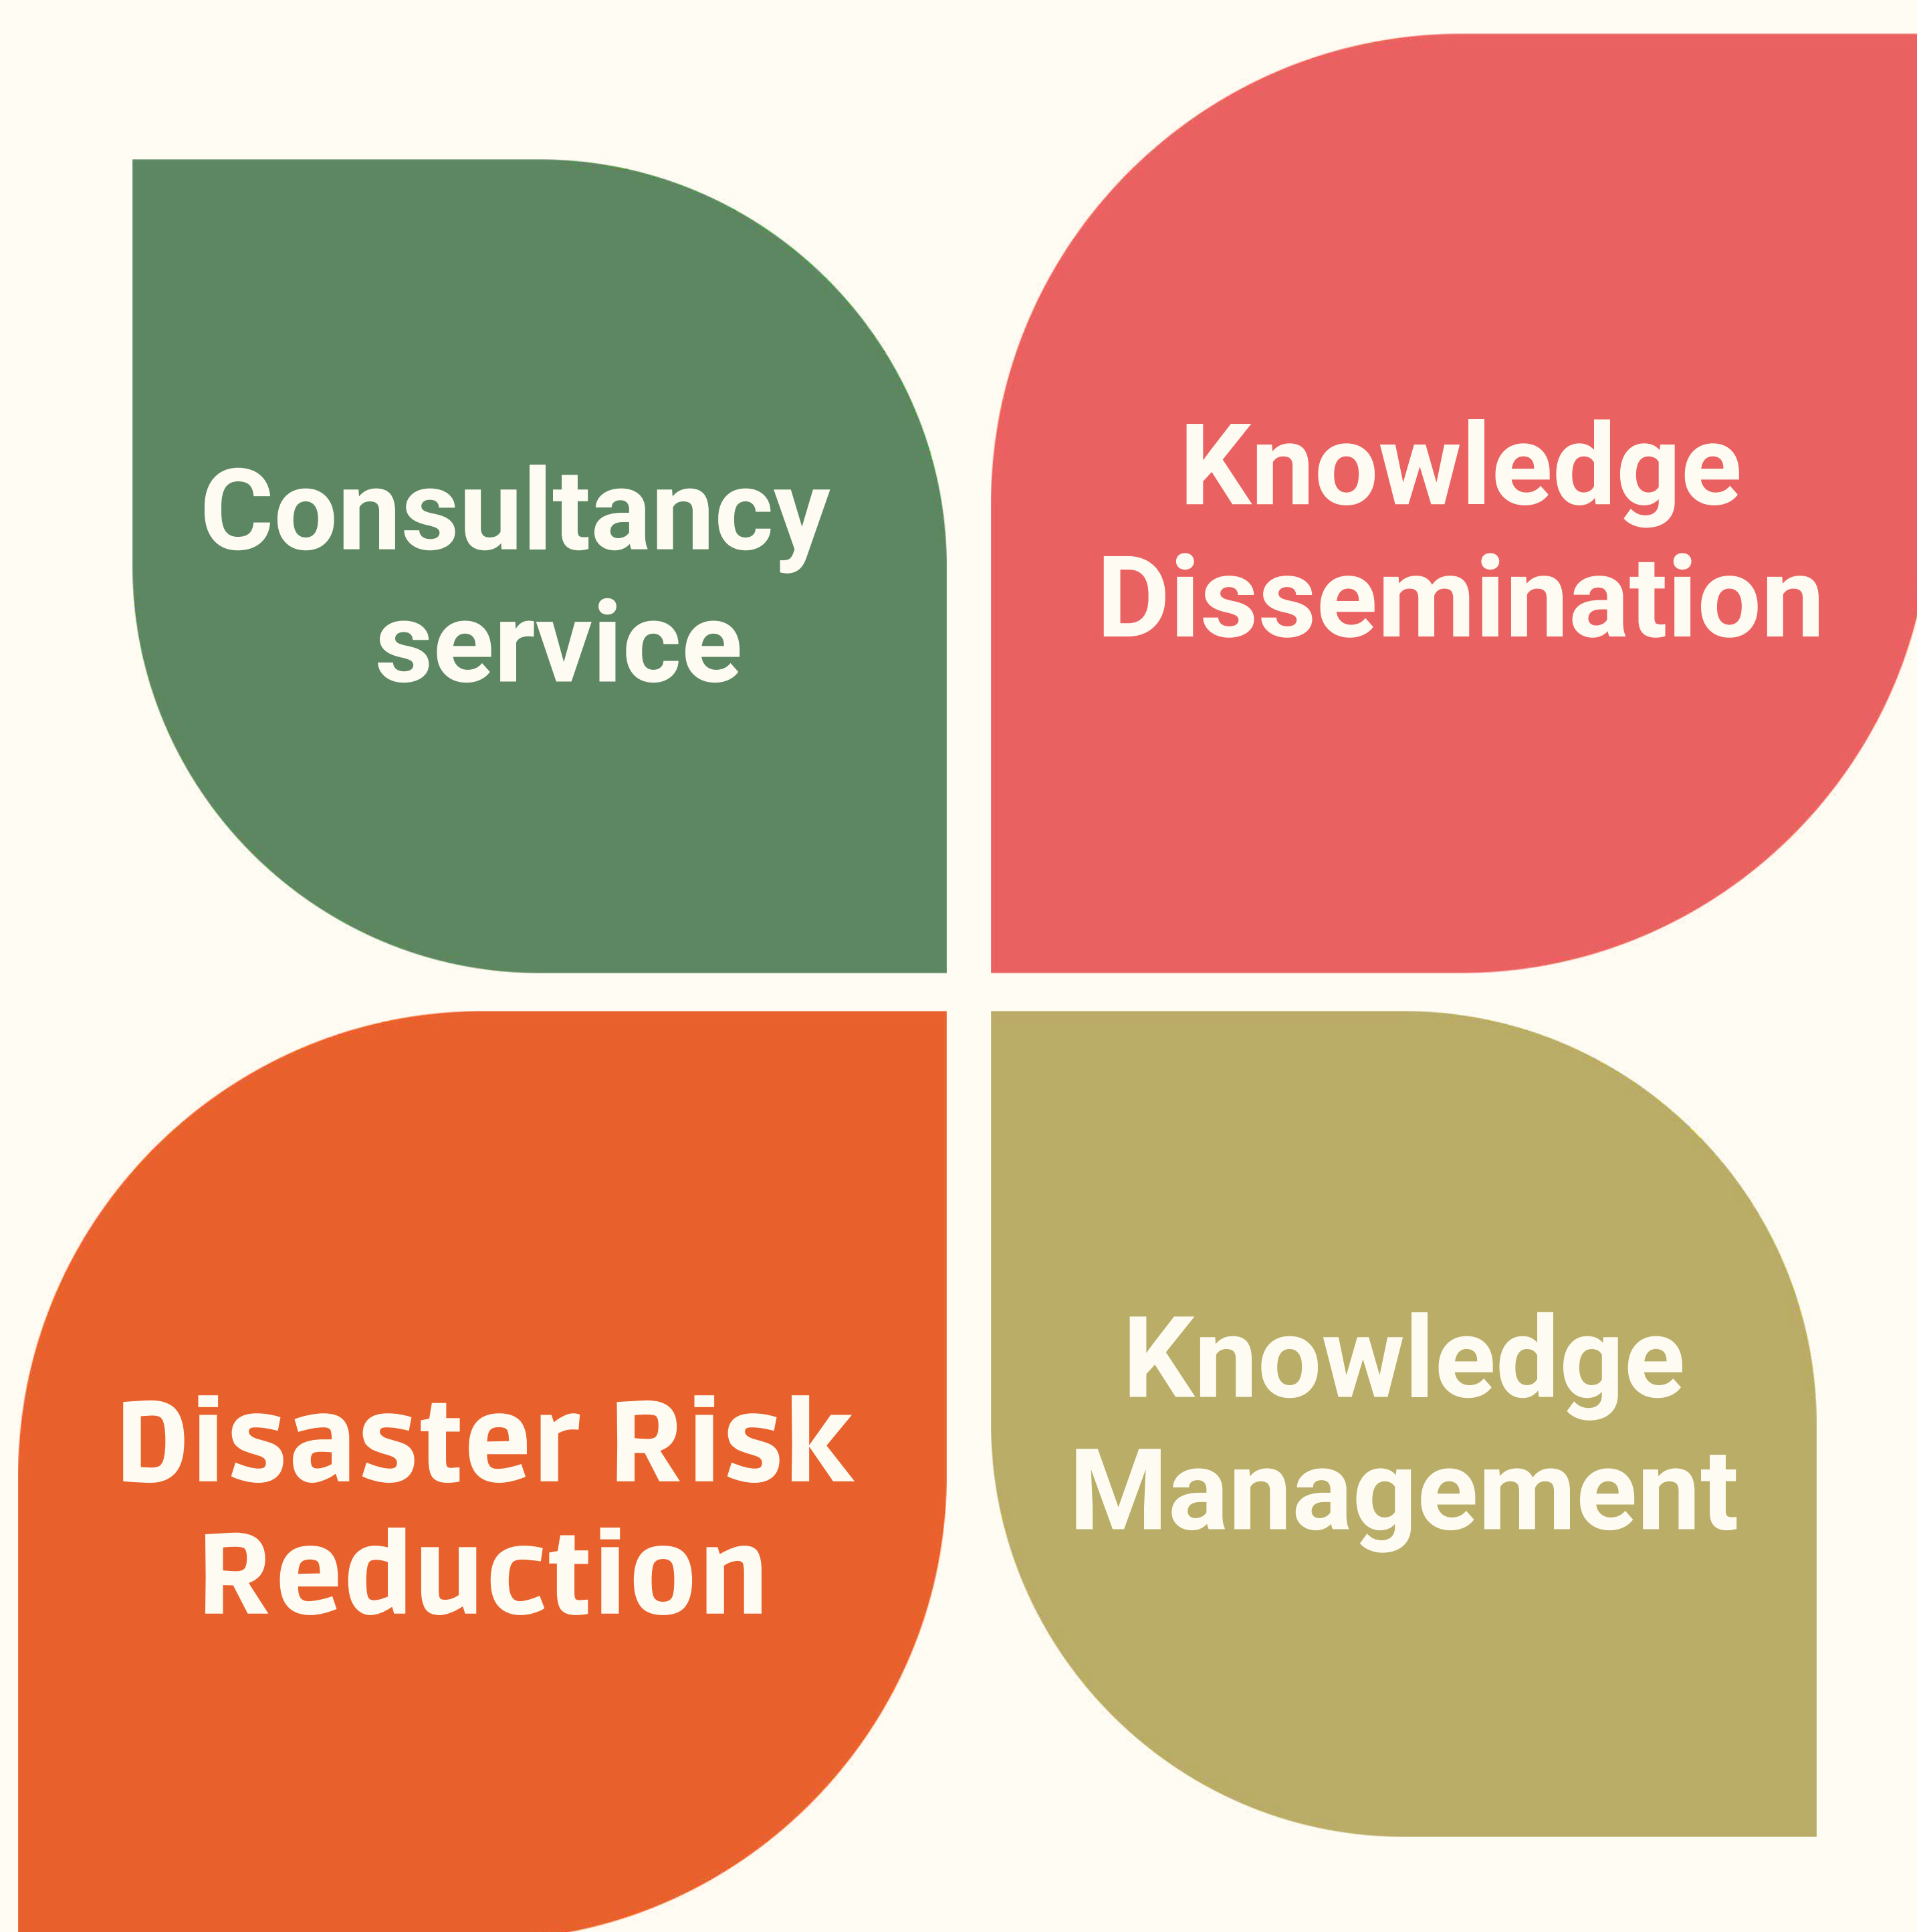 Consultancy
service
Knowledge
Dissemination
Disaster Risk
Reduction
Knowledge
Management